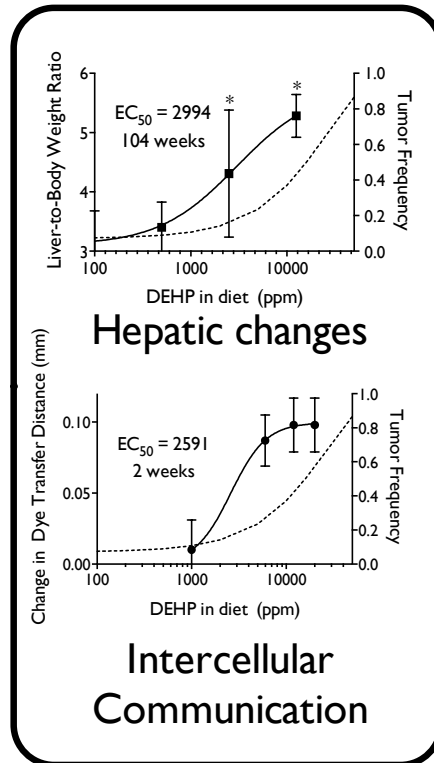 Liver-to-Body Weight Ratio
6
5
4
3
EC50 = 2994
104 weeks
*
*
1.0
0.8
0.6
0.4
0.2
0.0
Tumor Frequency
100
1000
10000
DEHP in diet (ppm)
Hepatic changes
Change in Dye Transfer Distance (mm)
0.10
0.05
0.00
EC50 = 2591
2 weeks
1.0
0.8
0.6
0.4
0.2
0.0
Tumor Frequency
100
1000
10000
DEHP in diet (ppm)
Intercellular
Communication